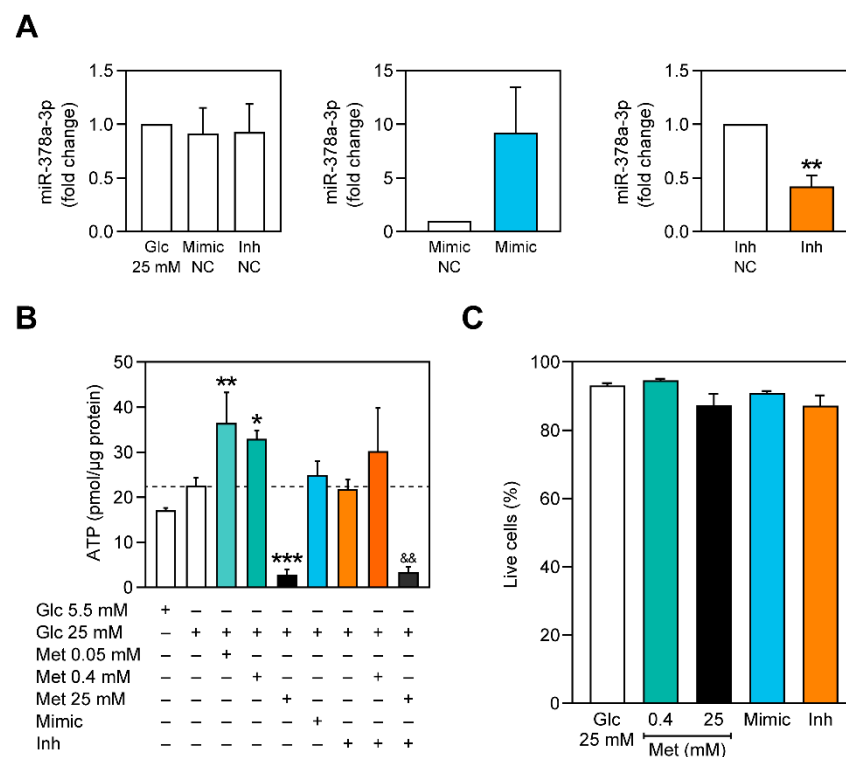 A
miR-378a-3p
(fold change)
1.5
1.0
0.5
0.0
Glc
25 mM
Mimic
NC
Inh
NC
miR-378a-3p
(fold change)
15
10
5
0
Mimic
NC
Mimic
miR-378a-3p
(fold change)
1.5
1.0
0.5
0.0
**
Inh
NC
Inh
B
ATP (pmol/µg protein)
50
40
30
20
10
0
**
*
***
&&
Glc 5.5 mM + – – – – – – – –
Glc 25 mM – + + + + + + + +
Met 0.05 mM – – + – – – – – –
Met 0.4 mM – – – + – – – + –
Met 25 mM – – – – + – – – +
Mimic – – – – – + – – –
Inh – – – – – – + + +
C
Live cells (%)
100
80
60
40
20
0
Glc
25 mM
0.4
25
Met (mM)
Mimic
Inh